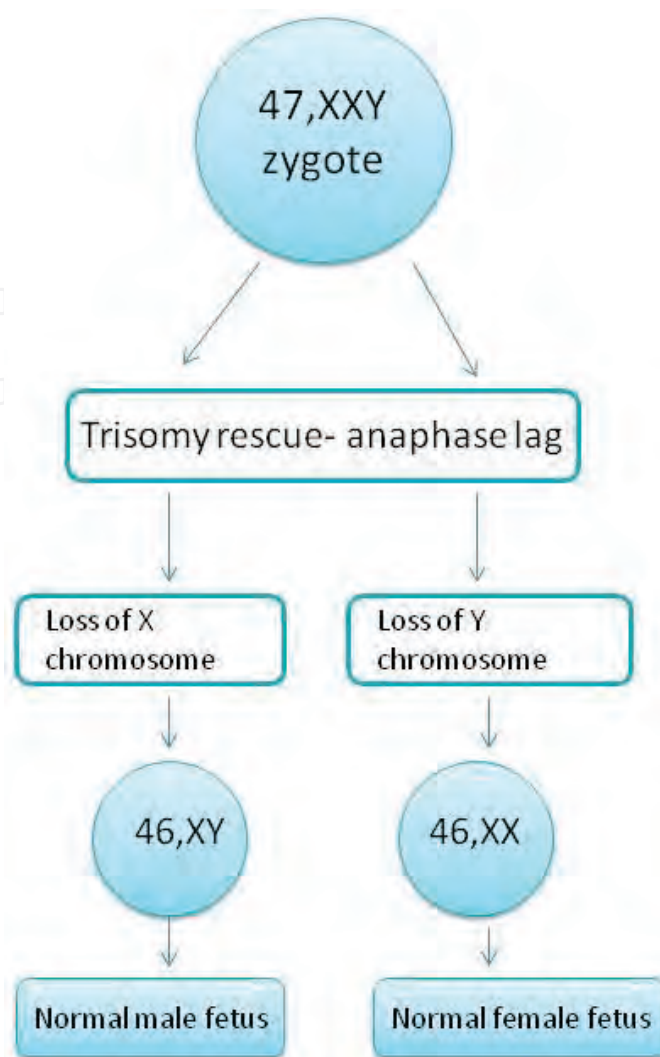 47,XXY
zygote
Trisomy rescue- anaphase lag
Loss of X
chromosome
Loss of Y
chromosome
46,XY
46,XX
Normal male fetus
Normal female fetus